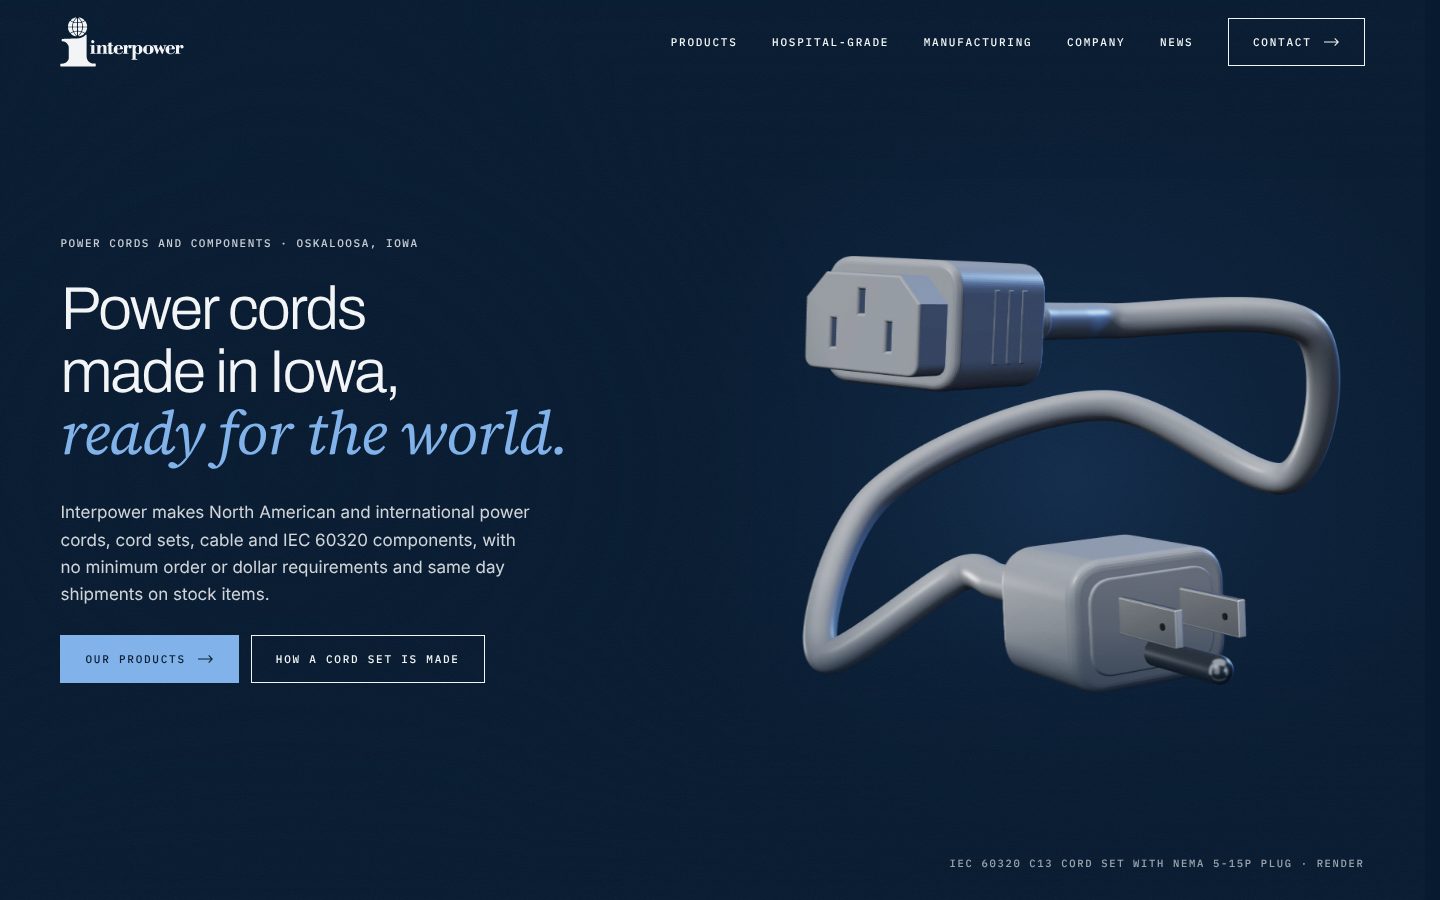 interpower
PRODUCTS
HOSPITAL-GRADE
MANUFACTURING
COMPANY
NEWS
CONTACT
POWER CORDS AND COMPONENTS · OSKALOOSA, IOWA
Power cords
made in Iowa,
ready for the world.
Interpower makes North American and international power
cords, cord sets, cable and IEC 60320 components, with
no minimum order or dollar requirements and same day
shipments on stock items.
OUR PRODUCTS
HOW A CORD SET IS MADE
IEC 60320 C13 CORD SET WITH NEMA 5-15P PLUG · RENDER